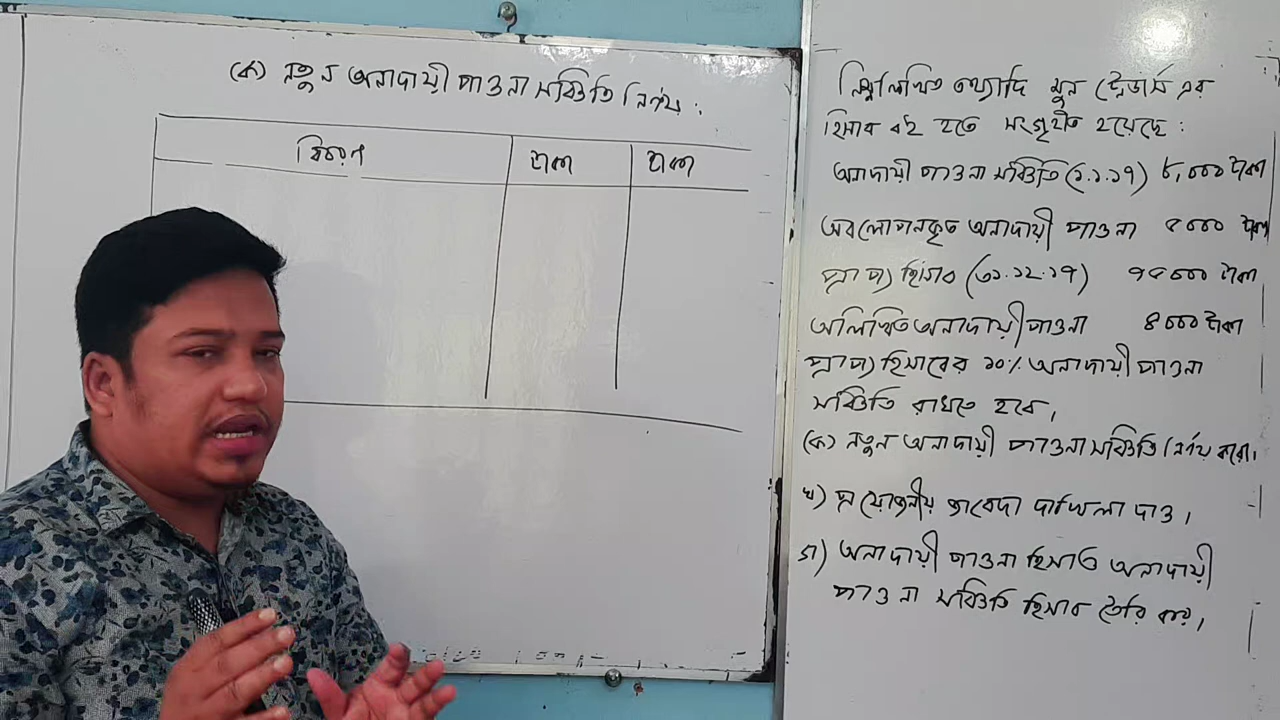 (ক) নতুন অনাদায়ী পাওনা সঞ্চিতি নির্ণয় :
বিবরণ টাকা টাকা
নিম্নলিখিত তথ্যাদি মুন ট্রেডার্স এর
হিসাব বই হতে সংগৃহীত হয়েছে :
অনাদায়ী পাওনা সঞ্চিতি (১.১.১৭) ৮,০০০ টাকা
অবলোপনকৃত অনাদায়ী পাওনা ৫০০০ টাকা
প্রাপ্য হিসাব (৩১.১২.১৭) ৭৫০০০ টাকা
অলিখিত অনাদায়ী পাওনা ৪০০০ টাকা
প্রাপ্য হিসাবের ১০% অনাদায়ী পাওনা
সঞ্চিতি রাখতে হবে।
(ক) নতুন অনাদায়ী পাওনা সঞ্চিতি নির্ণয় করো।
খ) প্রয়োজনীয় জাবেদা দাখিলা দাও।
গ) অনাদায়ী পাওনা হিসাব ও অনাদায়ী
পাওনা সঞ্চিতি হিসাব তৈরি কর।